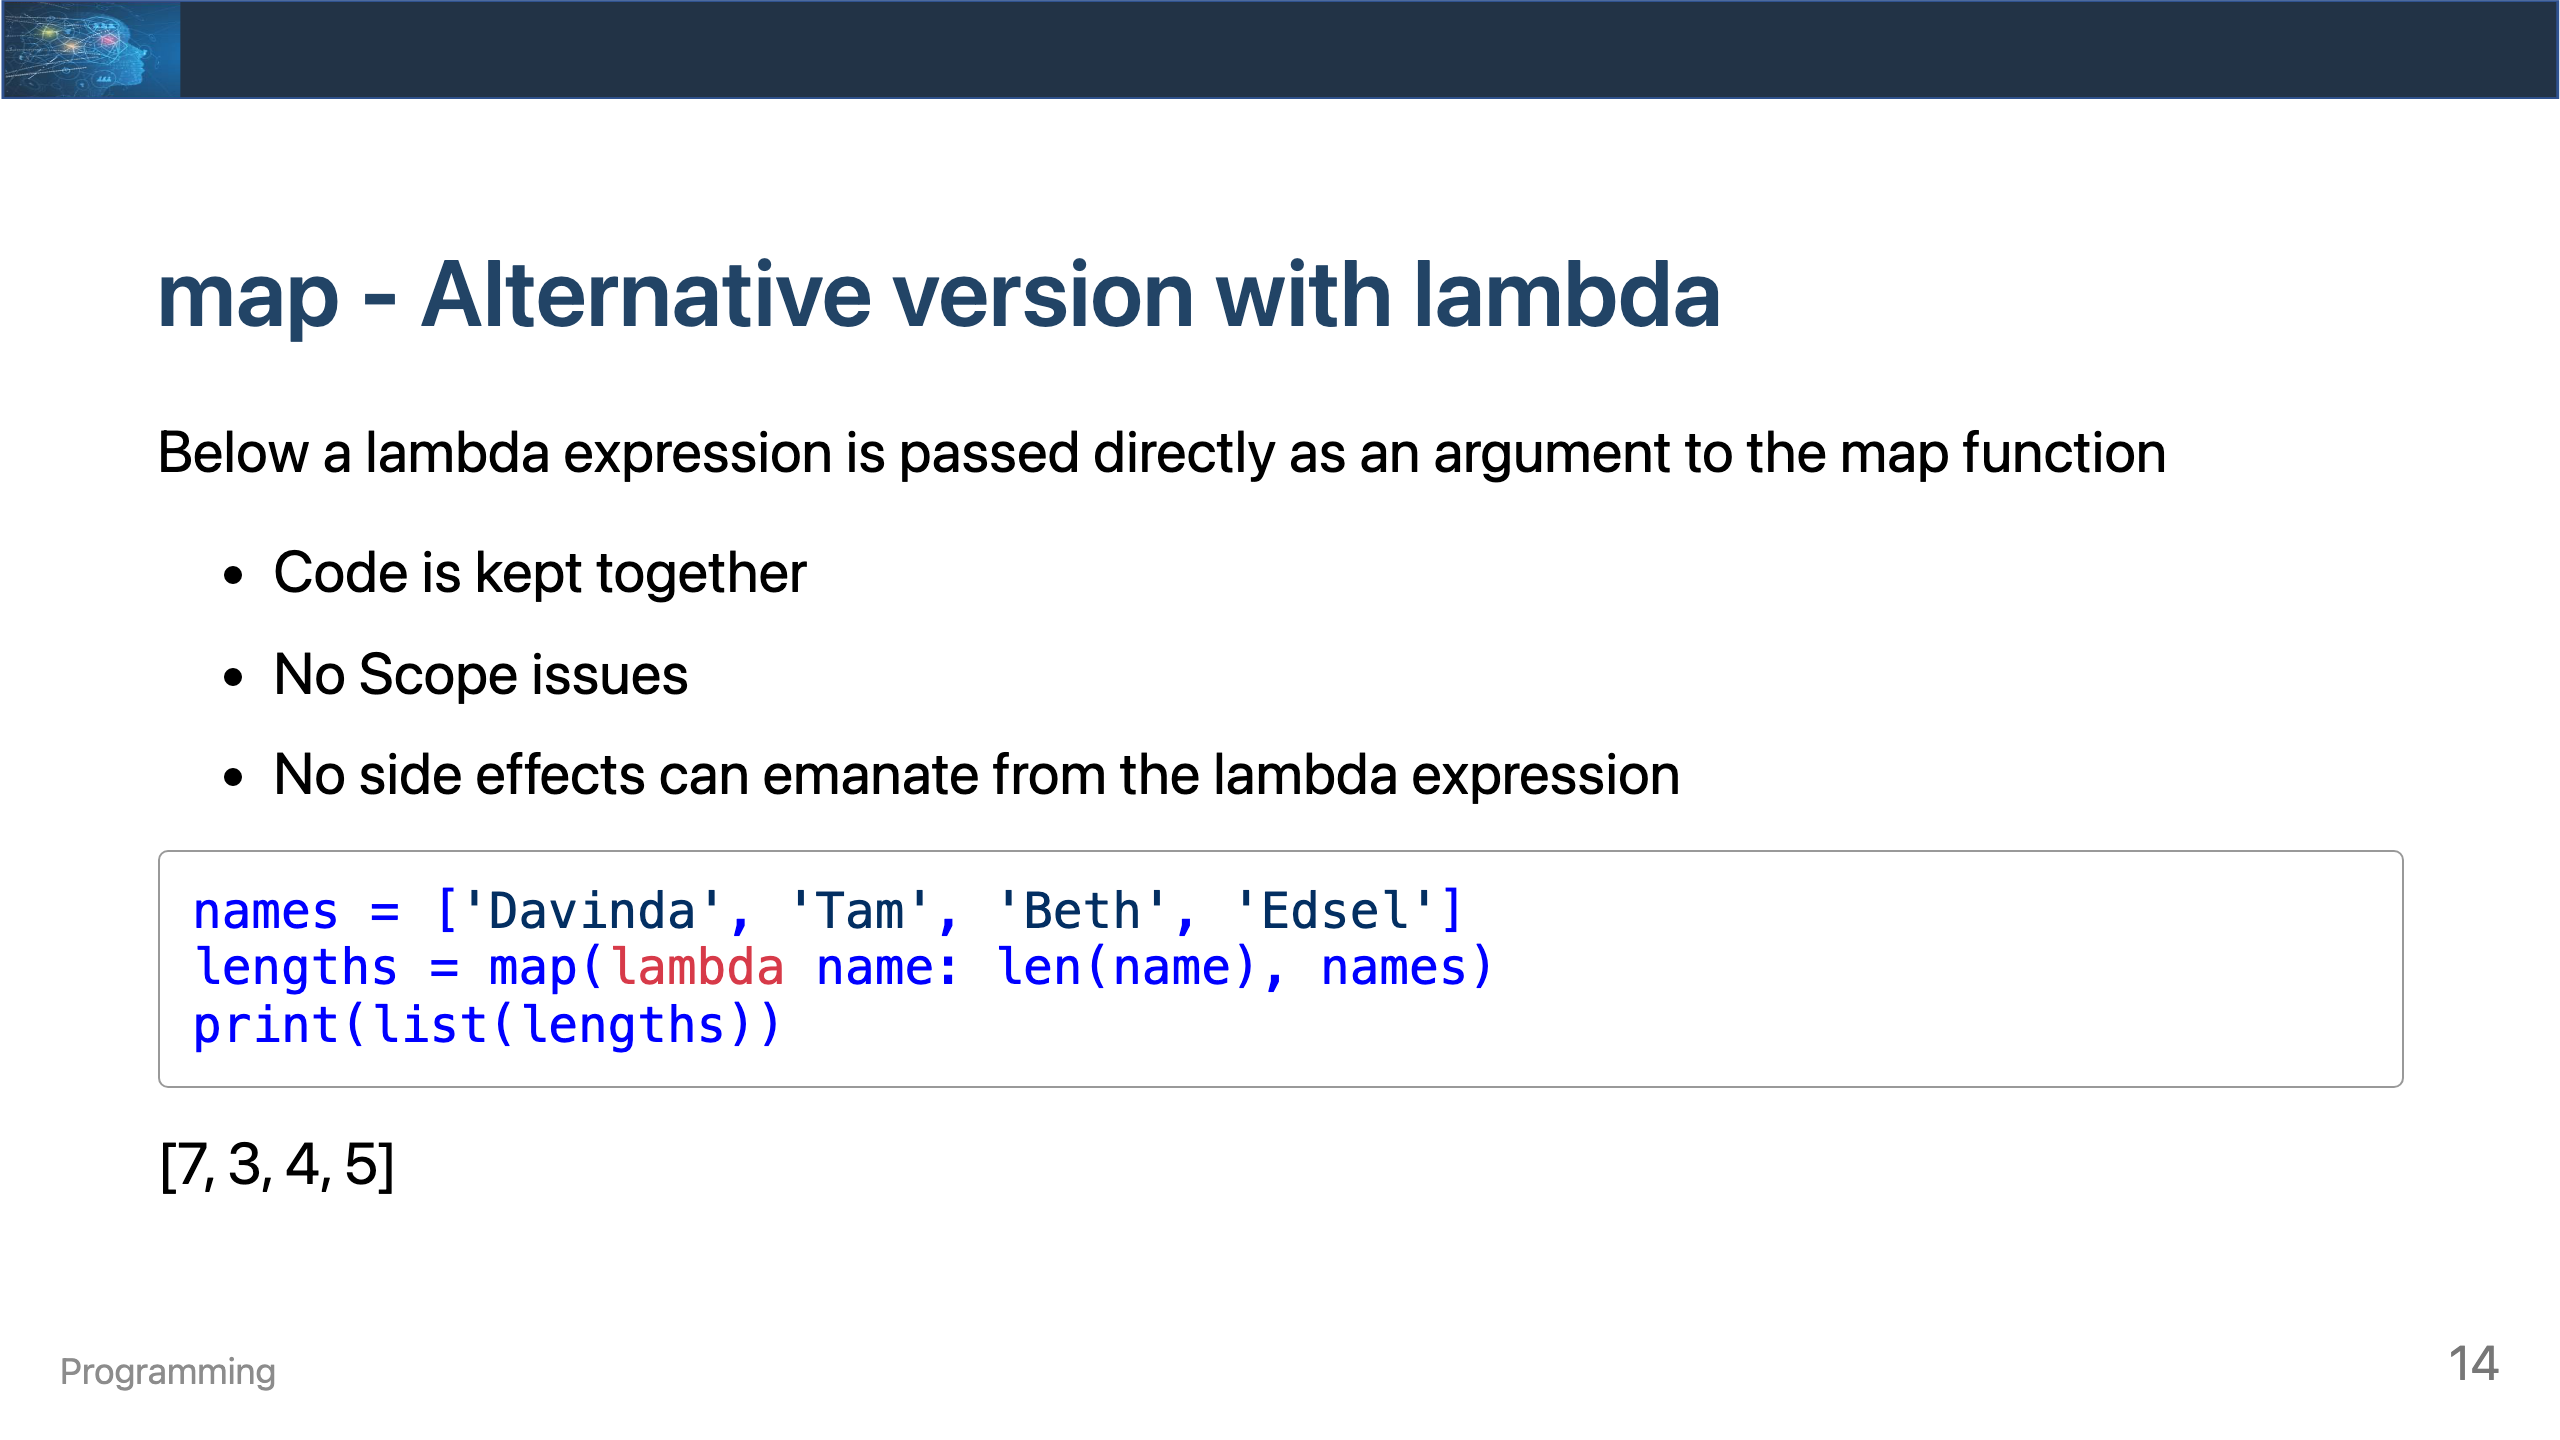 map - Alternative version with lambda
Below a lambda expression is passed directly as an argument to the map function
• Code is kept together
• No Scope issues
• No side effects can emanate from the lambda expression
names = ['Davinda', 'Tam', 'Beth', 'Edsel']
lengths = map(lambda name: len(name), names)
print(list(lengths))
[7, 3, 4, 5]
Programming
14